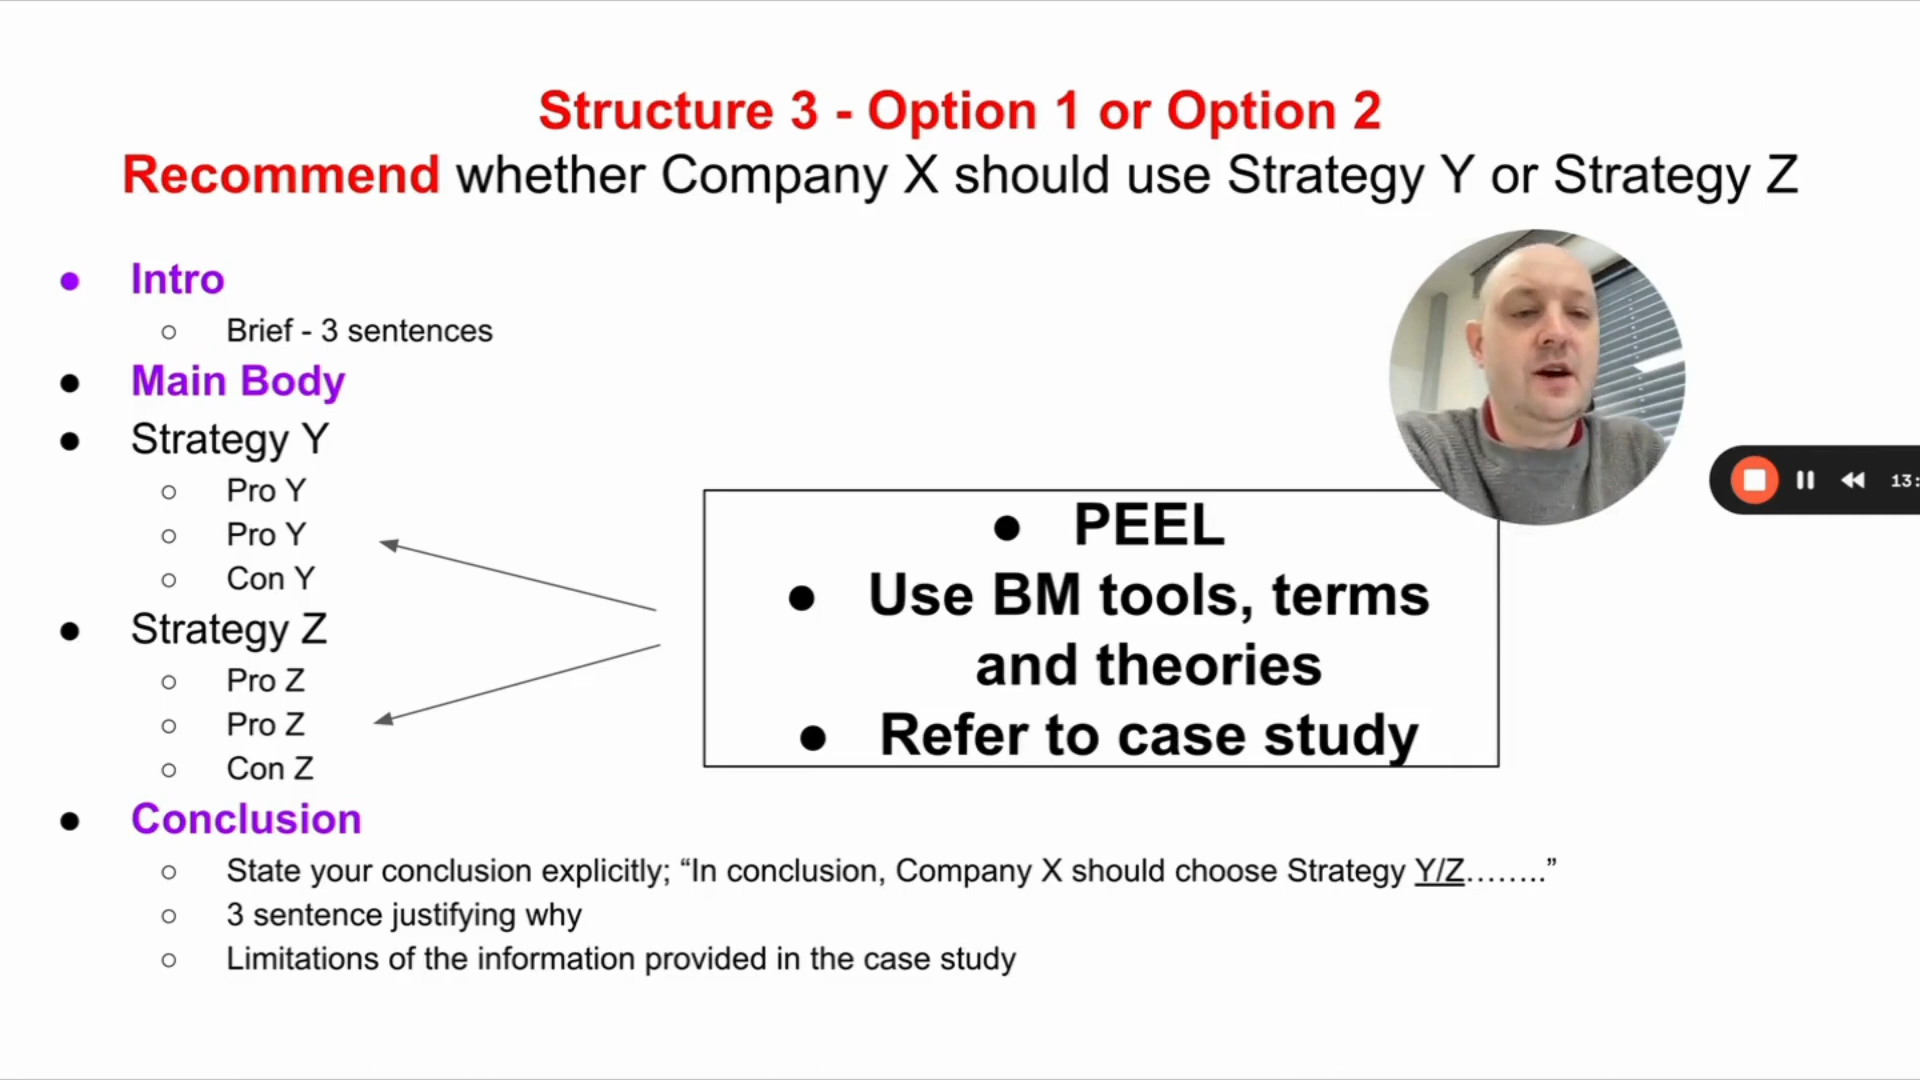 Structure 3 - Option 1 or Option 2
Recommend whether Company X should use Strategy Y or Strategy Z
● Intro
○ Brief - 3 sentences
● Main Body
● Strategy Y
○ Pro Y
○ Pro Y
○ Con Y
● Strategy Z
○ Pro Z
○ Pro Z
○ Con Z
● PEEL
● Use BM tools, terms
and theories
● Refer to case study
13:
● Conclusion
○ State your conclusion explicitly; “In conclusion, Company X should choose Strategy Y/Z……..”
○ 3 sentence justifying why
○ Limitations of the information provided in the case study